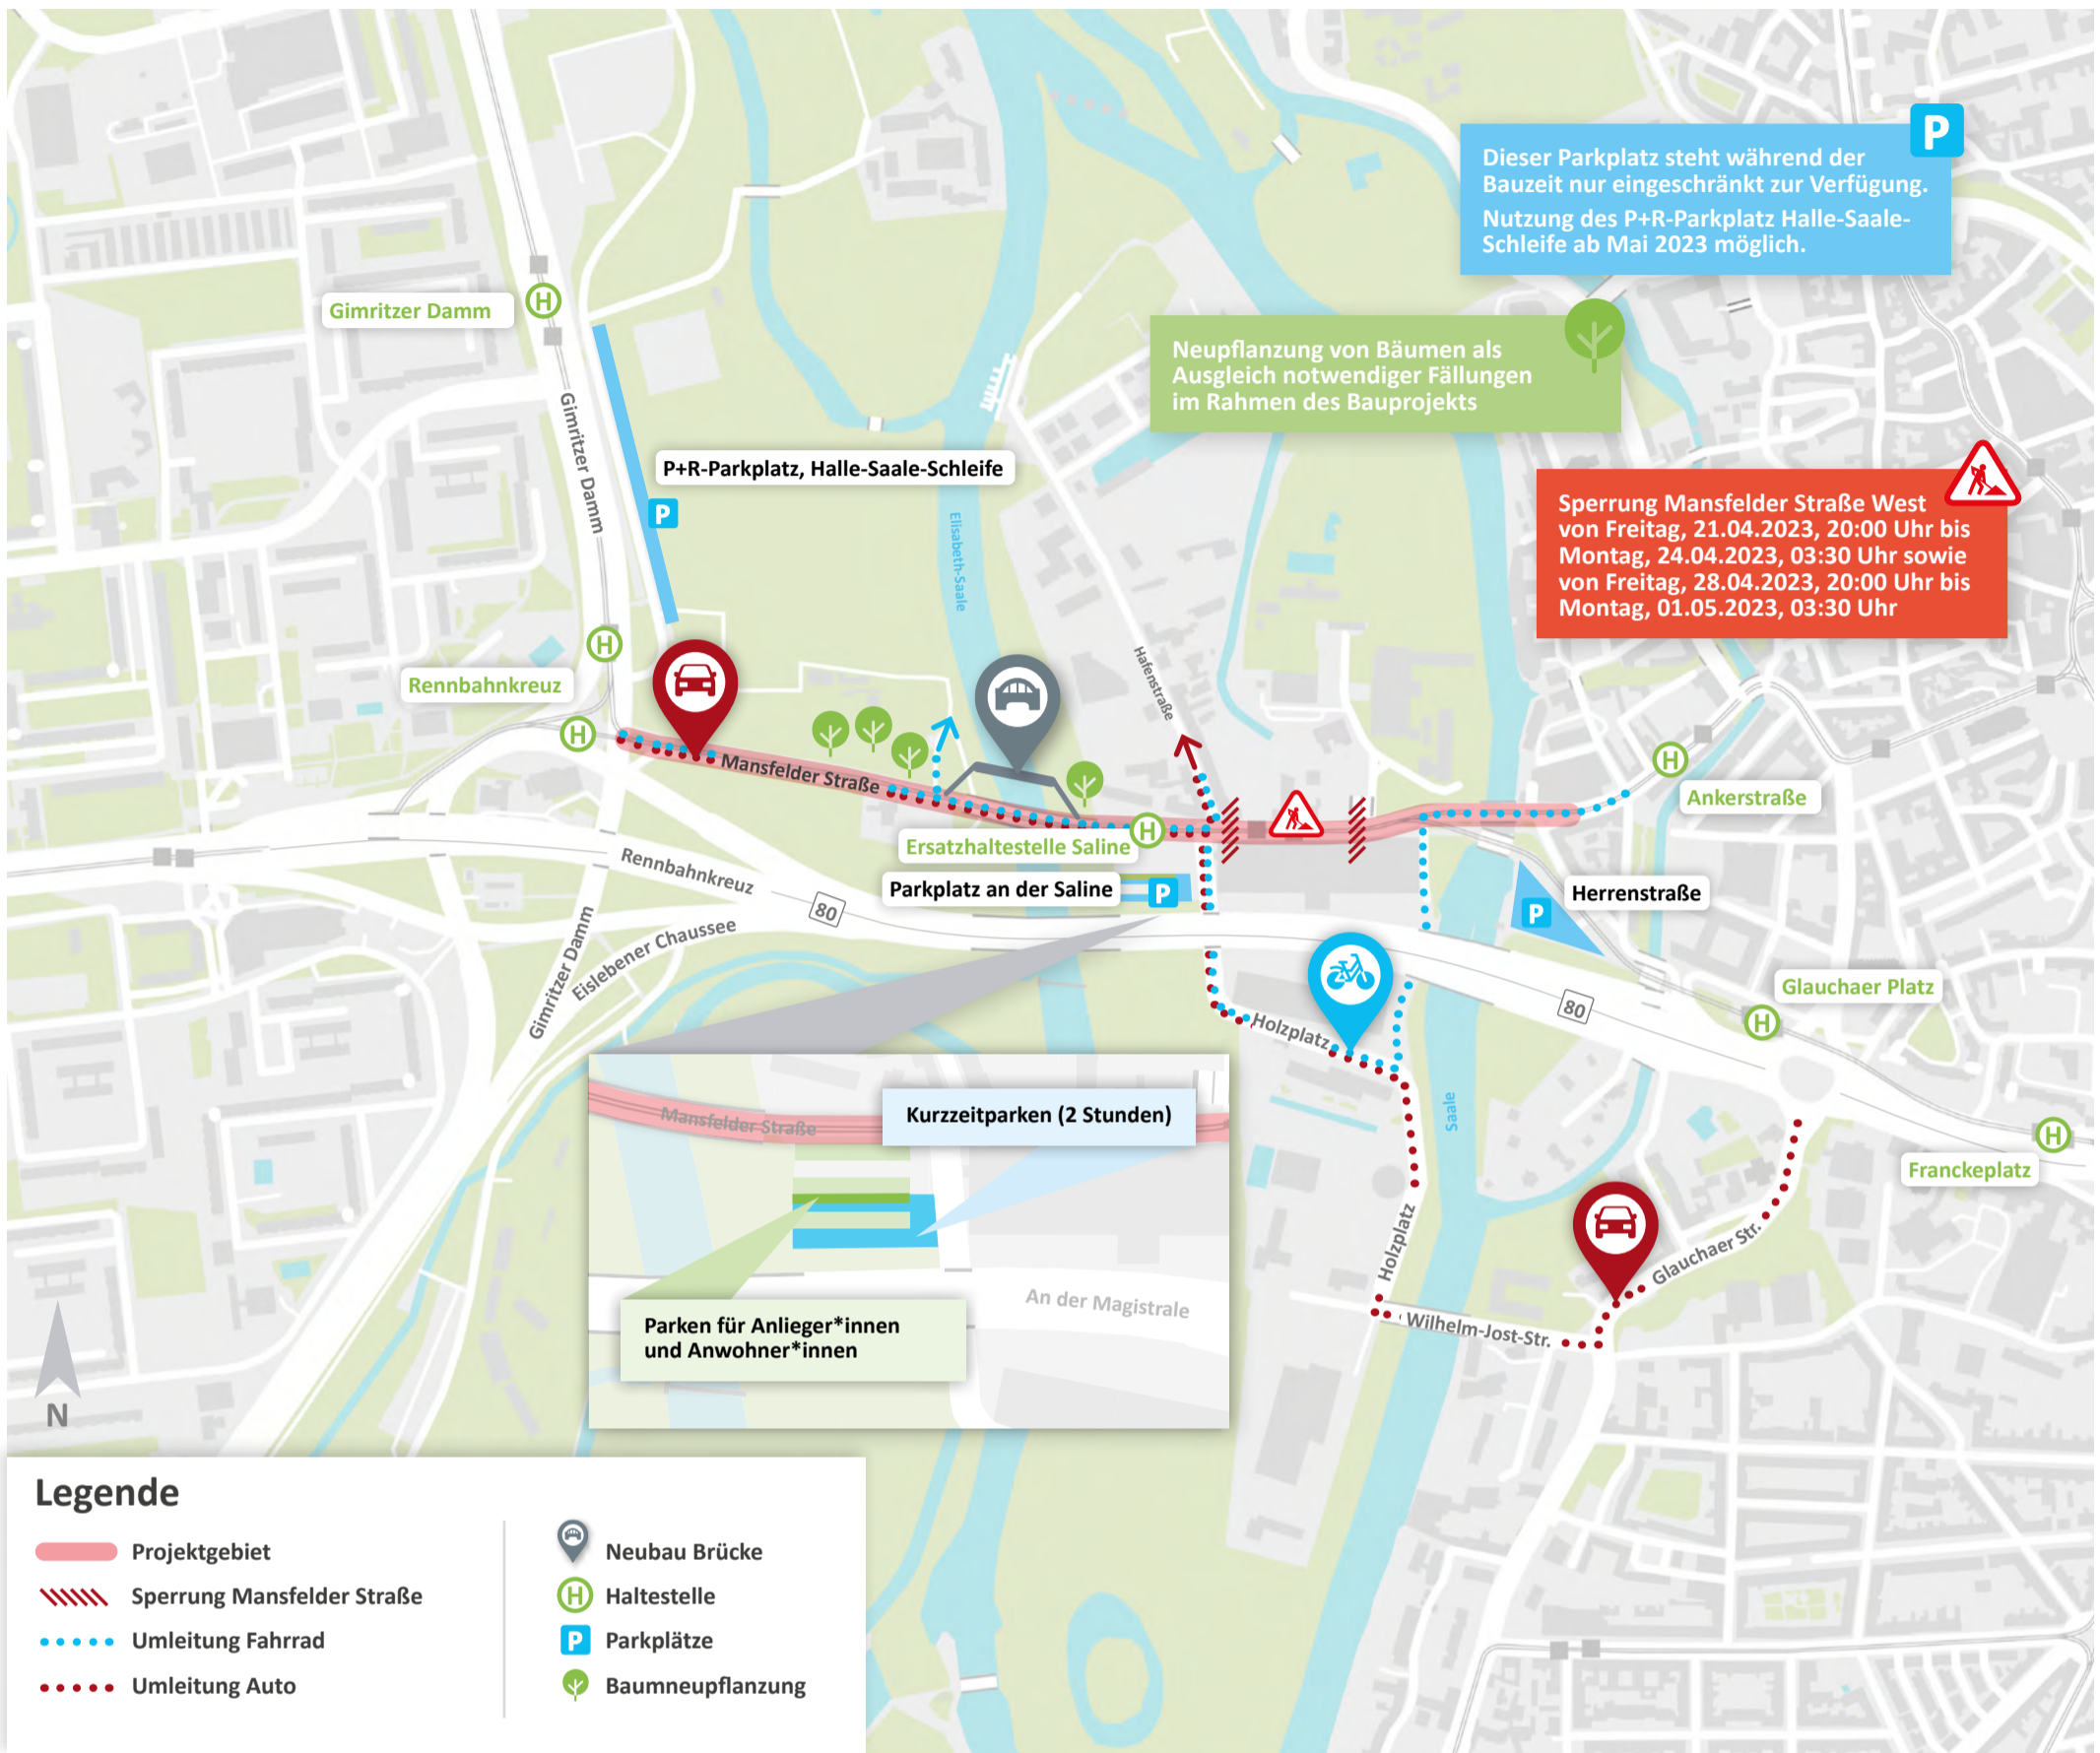 Dieser Parkplatz steht während der
Bauzeit nur eingeschränkt zur Verfügung.
Nutzung des P+R-Parkplatz Halle-Saale-
Schleife ab Mai 2023 möglich.
P
Gimritzer Damm
H
Neupflanzung von Bäumen als
Ausgleich notwendiger Fällungen
im Rahmen des Bauprojekts
Gimritzer Damm
P+R-Parkplatz, Halle-Saale-Schleife
P
Elisabeth-Saale
Sperrung Mansfelder Straße West
von Freitag, 21.04.2023, 20:00 Uhr bis
Montag, 24.04.2023, 03:30 Uhr sowie
von Freitag, 28.04.2023, 20:00 Uhr bis
Montag, 01.05.2023, 03:30 Uhr
H
Rennbahnkreuz
H
Hafenstraße
Mansfelder Straße
H
Ankerstraße
H
Ersatzhaltestelle Saline
Rennbahnkreuz
80
Parkplatz an der Saline
P
Herrenstraße
P
Gimritzer Damm
Eislebener Chaussee
Glauchaer Platz
H
80
Holzplatz
Saale
H
Franckeplatz
Mansfelder Straße
Kurzzeitparken (2 Stunden)
Holzplatz
Glauchaer Str.
An der Magistrale
Wilhelm-Jost-Str.
Parken für Anlieger*innen
und Anwohner*innen
N
Legende
Projektgebiet
Sperrung Mansfelder Straße
Umleitung Fahrrad
Umleitung Auto
Neubau Brücke
H Haltestelle
P Parkplätze
Baumneupflanzung